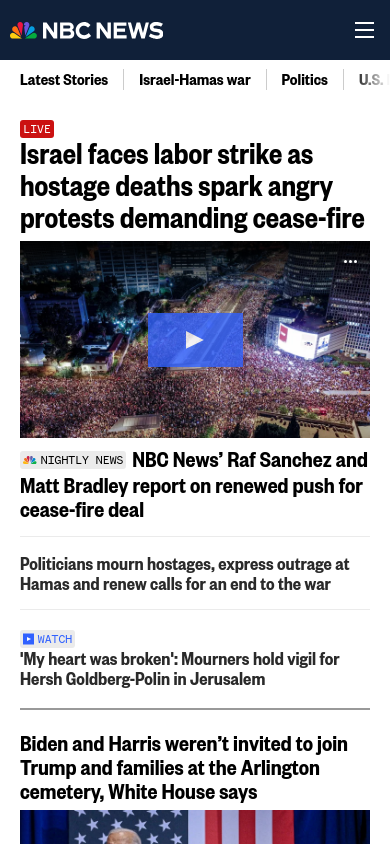 NBC NEWS
Latest Stories
Israel-Hamas war
Politics
U.S.
LIVE
Israel faces labor strike as
hostage deaths spark angry
protests demanding cease-fire
NIGHTLY NEWS NBC News’ Raf Sanchez and
Matt Bradley report on renewed push for
cease-fire deal
Politicians mourn hostages, express outrage at
Hamas and renew calls for an end to the war
WATCH
'My heart was broken': Mourners hold vigil for
Hersh Goldberg-Polin in Jerusalem
Biden and Harris weren’t invited to join
Trump and families at the Arlington
cemetery, White House says